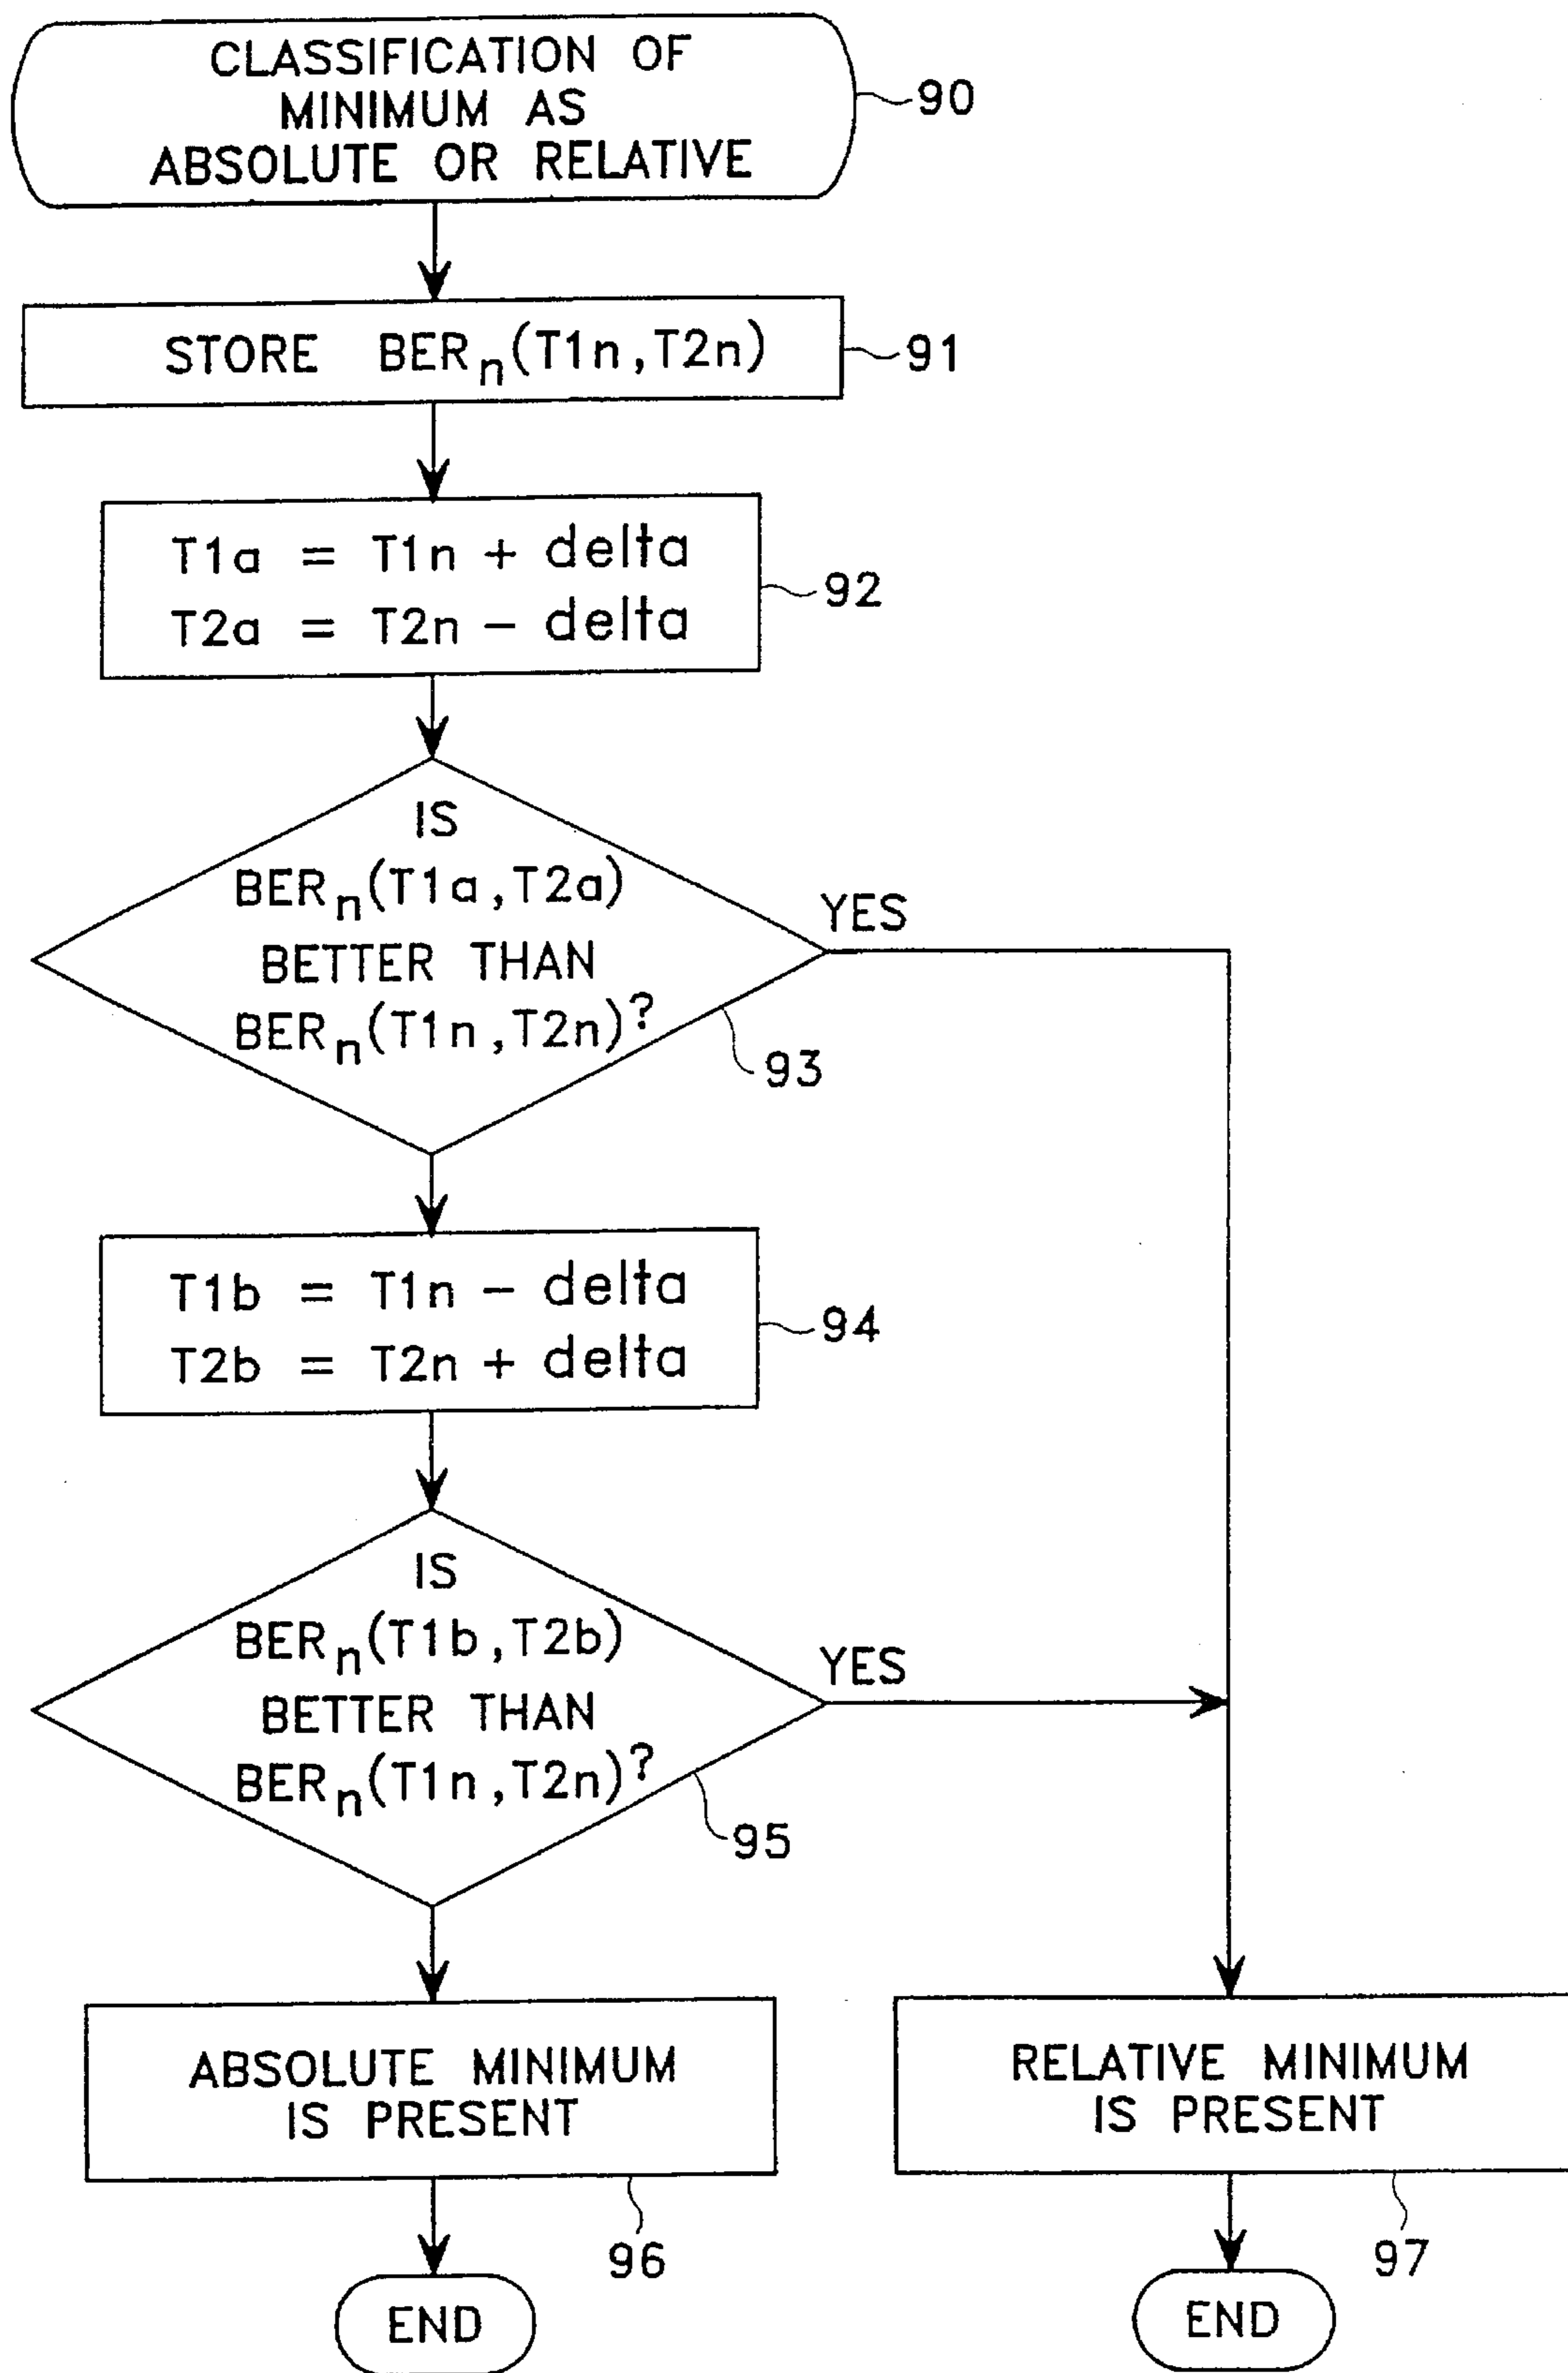 CLASSIFICATION OF
MINIMUM AS
ABSOLUTE OR RELATIVE
90
STORE BERn(T1n,T2n)
91
T1a = T1n + delta
T2a = T2n - delta
92
IS
BERn(T1a,T2a)
BETTER THAN
BERn(T1n,T2n)?
YES
93
T1b = T1n - delta
T2b = T2n + delta
94
IS
BERn(T1b,T2b)
BETTER THAN
BERn(T1n,T2n)?
YES
95
ABSOLUTE MINIMUM
IS PRESENT
96
END
RELATIVE MINIMUM
IS PRESENT
97
END